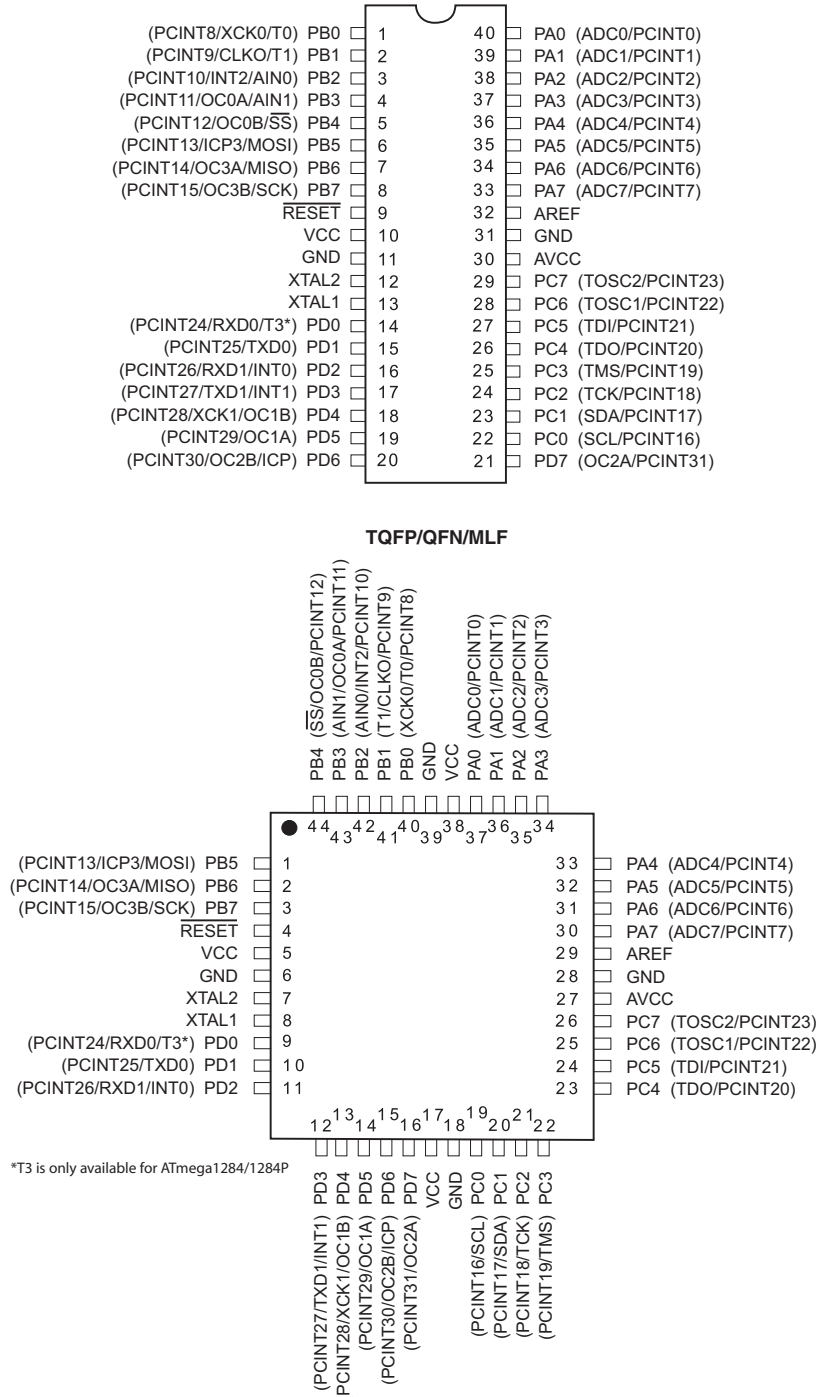 (PCINT8/XCK0/T0) PB0 1 40 PA0 (ADC0/PCINT0)
(PCINT9/CLKO/T1) PB1 2 39 PA1 (ADC1/PCINT1)
(PCINT10/INT2/AIN0) PB2 3 38 PA2 (ADC2/PCINT2)
(PCINT11/OC0A/AIN1) PB3 4 37 PA3 (ADC3/PCINT3)
(PCINT12/OC0B/SS) PB4 5 36 PA4 (ADC4/PCINT4)
(PCINT13/ICP3/MOSI) PB5 6 35 PA5 (ADC5/PCINT5)
(PCINT14/OC3A/MISO) PB6 7 34 PA6 (ADC6/PCINT6)
(PCINT15/OC3B/SCK) PB7 8 33 PA7 (ADC7/PCINT7)
RESET 9 32 AREF
VCC 10 31 GND
GND 11 30 AVCC
XTAL2 12 29 PC7 (TOSC2/PCINT23)
XTAL1 13 28 PC6 (TOSC1/PCINT22)
(PCINT24/RXD0/T3*) PD0 14 27 PC5 (TDI/PCINT21)
(PCINT25/TXD0) PD1 15 26 PC4 (TDO/PCINT20)
(PCINT26/RXD1/INT0) PD2 16 25 PC3 (TMS/PCINT19)
(PCINT27/TXD1/INT1) PD3 17 24 PC2 (TCK/PCINT18)
(PCINT28/XCK1/OC1B) PD4 18 23 PC1 (SDA/PCINT17)
(PCINT29/OC1A) PD5 19 22 PC0 (SCL/PCINT16)
(PCINT30/OC2B/ICP) PD6 20 21 PD7 (OC2A/PCINT31)
TQFP/QFN/MLF
PB4 (SS/OC0B/PCINT12)
PB3 (AIN1/OC0A/PCINT11)
PB2 (AIN0/INT2/PCINT10)
PB1 (T1/CLKO/PCINT9)
PB0 (XCK0/T0/PCINT8)
GND
VCC
PA0 (ADC0/PCINT0)
PA1 (ADC1/PCINT1)
PA2 (ADC2/PCINT2)
PA3 (ADC3/PCINT3)
44 43 42 41 40 39 38 37 36 35 34
(PCINT13/ICP3/MOSI) PB5 1 33 PA4 (ADC4/PCINT4)
(PCINT14/OC3A/MISO) PB6 2 32 PA5 (ADC5/PCINT5)
(PCINT15/OC3B/SCK) PB7 3 31 PA6 (ADC6/PCINT6)
RESET 4 30 PA7 (ADC7/PCINT7)
VCC 5 29 AREF
GND 6 28 GND
XTAL2 7 27 AVCC
XTAL1 8 26 PC7 (TOSC2/PCINT23)
(PCINT24/RXD0/T3*) PD0 9 25 PC6 (TOSC1/PCINT22)
(PCINT25/TXD0) PD1 10 24 PC5 (TDI/PCINT21)
(PCINT26/RXD1/INT0) PD2 11 23 PC4 (TDO/PCINT20)
12 13 14 15 16 17 18 19 20 21 22
*T3 is only available for ATmega1284/1284P
(PCINT27/TXD1/INT1) PD3
PCINT28/XCK1/OC1B) PD4
(PCINT29/OC1A) PD5
(PCINT30/OC2B/ICP) PD6
(PCINT31/OC2A) PD7
VCC
GND
(PCINT16/SCL) PC0
(PCINT17/SDA) PC1
(PCINT18/TCK) PC2
(PCINT19/TMS) PC3